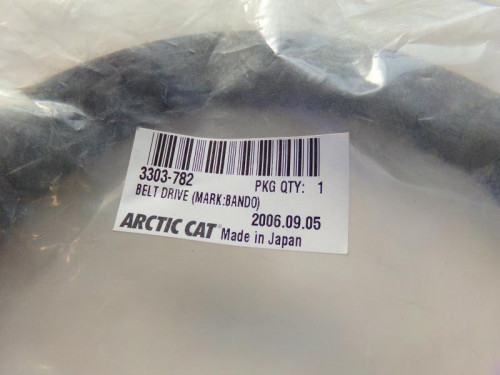 3303-782 PKG QTY: 1
BELT DRIVE (MARK:BANDO)
2006.09.05
ARCTIC CAT® Made in Japan